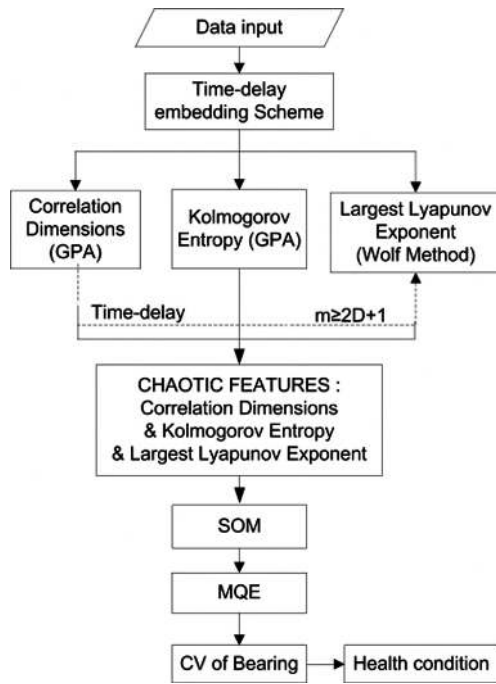 Data input
Time-delay
embedding Scheme
Correlation
Dimensions
(GPA)
Kolmogorov
Entropy (GPA)
Largest Lyapunov
Exponent
(Wolf Method)
Time-delay
m≥2D+1
CHAOTIC FEATURES :
Correlation Dimensions
& Kolmogorov Entropy
& Largest Lyapunov Exponent
SOM
MQE
CV of Bearing
Health condition